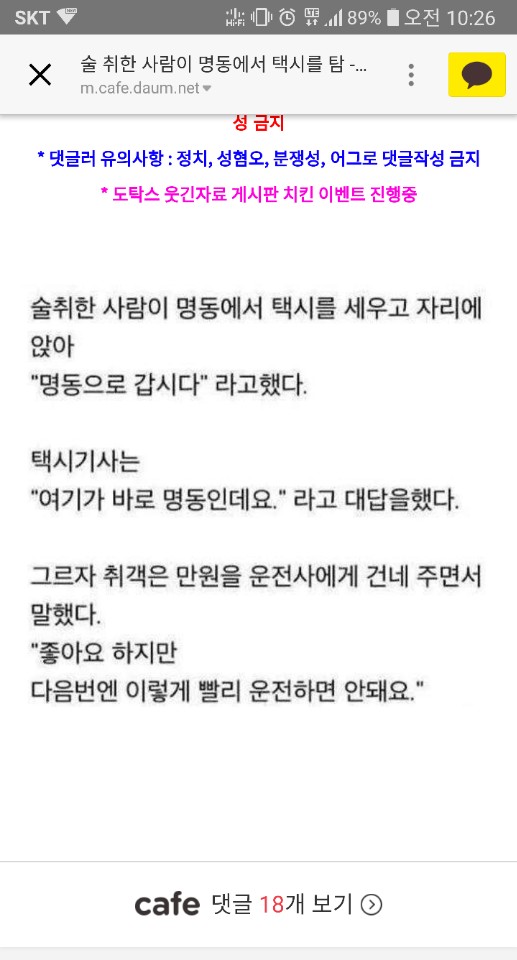 SKT 89% 오전 10:26
술 취한 사람이 명동에서 택시를 탐 -...
m.cafe.daum.net
성 금지
* 댓글러 유의사항 : 정치, 성혐오, 분쟁성, 어그로 댓글작성 금지
* 도탁스 웃긴자료 게시판 치킨 이벤트 진행중
술취한 사람이 명동에서 택시를 세우고 자리에
앉아
"명동으로 갑시다" 라고했다.
택시기사는
"여기가 바로 명동인데요." 라고 대답을했다.
그르자 취객은 만원을 운전사에게 건네 주면서
말했다.
"좋아요 하지만
다음번엔 이렇게 빨리 운전하면 안돼요."
cafe 댓글 18개 보기